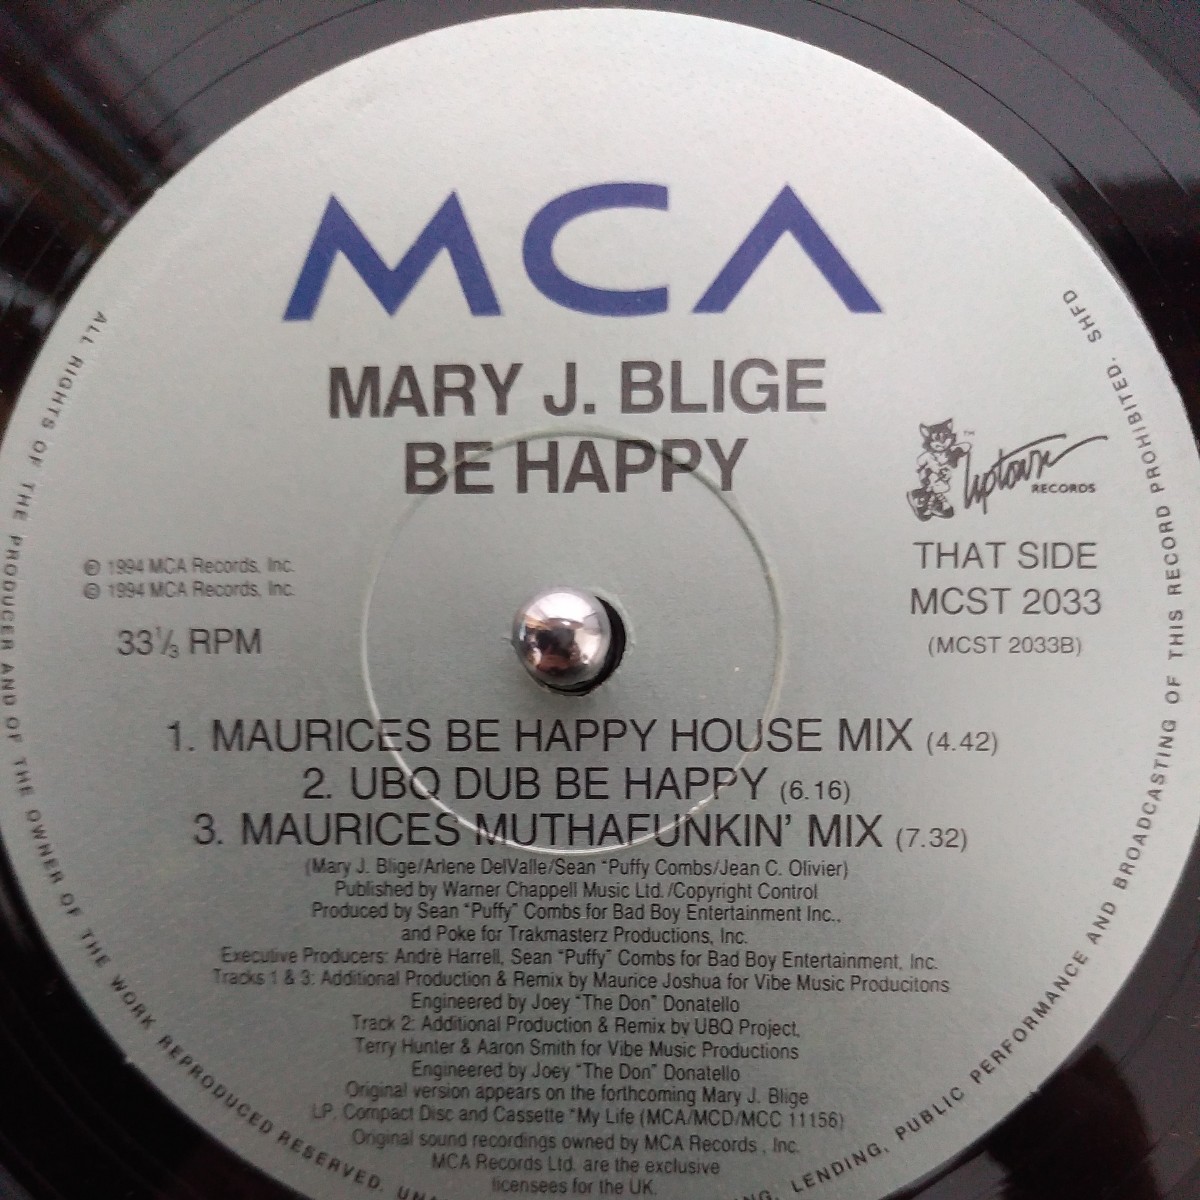 MCA
MARY J. BLIGE
BE HAPPY
Uptown
RECORDS
THAT SIDE
MCST 2033
(MCST 2033B)
℗ 1994 MCA Records, Inc.
© 1994 MCA Records, Inc.
33⅓ RPM
1. MAURICES BE HAPPY HOUSE MIX (4.42)
2. UBQ DUB BE HAPPY (6.16)
3. MAURICES MUTHAFUNKIN' MIX (7.32)
(Mary J. Blige/Arlene DelValle/Sean "Puffy Combs/Jean C. Olivier)
Published by Warner Chappell Music Ltd./Copyright Control
Produced by Sean "Puffy" Combs for Bad Boy Entertainment Inc.,
and Poke for Trakmasterz Productions, Inc.
Executive Producers: Andrè Harrell, Sean "Puffy" Combs for Bad Boy Entertainment, Inc.
Tracks 1 & 3: Additional Production & Remix by Maurice Joshua for Vibe Music Producitons
Engineered by Joey "The Don" Donatello
Track 2: Additional Production & Remix by UBQ Project,
Terry Hunter & Aaron Smith for Vibe Music Productions
Engineered by Joey "The Don" Donatello
Original version appears on the forthcoming Mary J. Blige
LP, Compact Disc and Cassette "My Life (MCA/MCD/MCC 11156)
Original sound recordings owned by MCA Records , Inc.
MCA Records Ltd. are the exclusive
licensees for the UK.
ALL RIGHTS OF THE PRODUCER AND OF THE OWNER OF THE WORK REPRODUCED RESERVED.
LENDING, PUBLIC PERFORMANCE AND BROADCASTING OF THIS RECORD PROHIBITED. SHFD